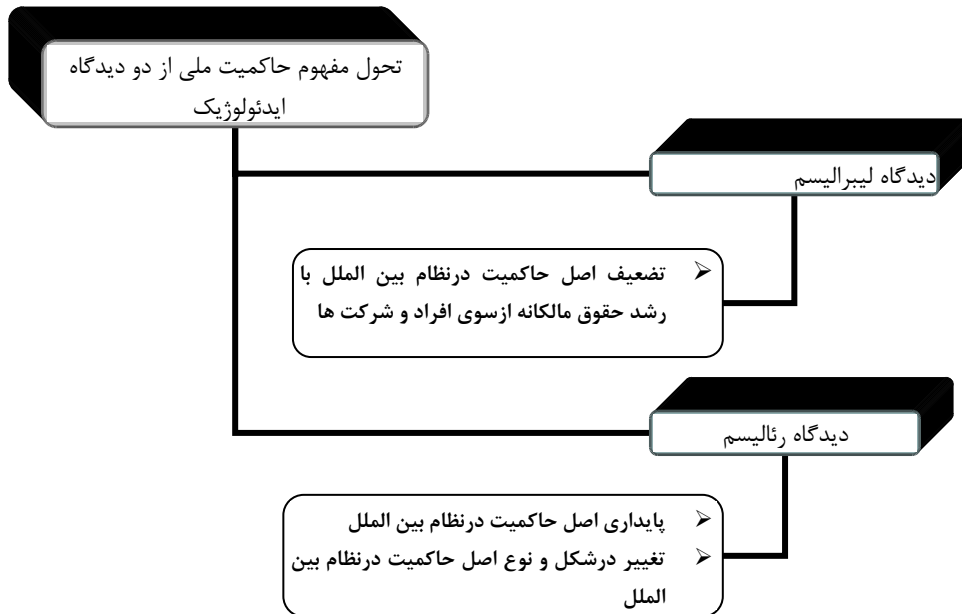 تحول مفهوم حاکمیت ملی از دو دیدگاه
ایدئولوژیک
دیدگاه لیبرالیسم
➢ تضعیف اصل حاکمیت درنظام بین الملل با
رشد حقوق مالکانه ازسوی افراد و شرکت ها
دیدگاه رئالیسم
➢ پایداری اصل حاکمیت درنظام بین الملل
➢ تغییر درشکل و نوع اصل حاکمیت درنظام بین
الملل